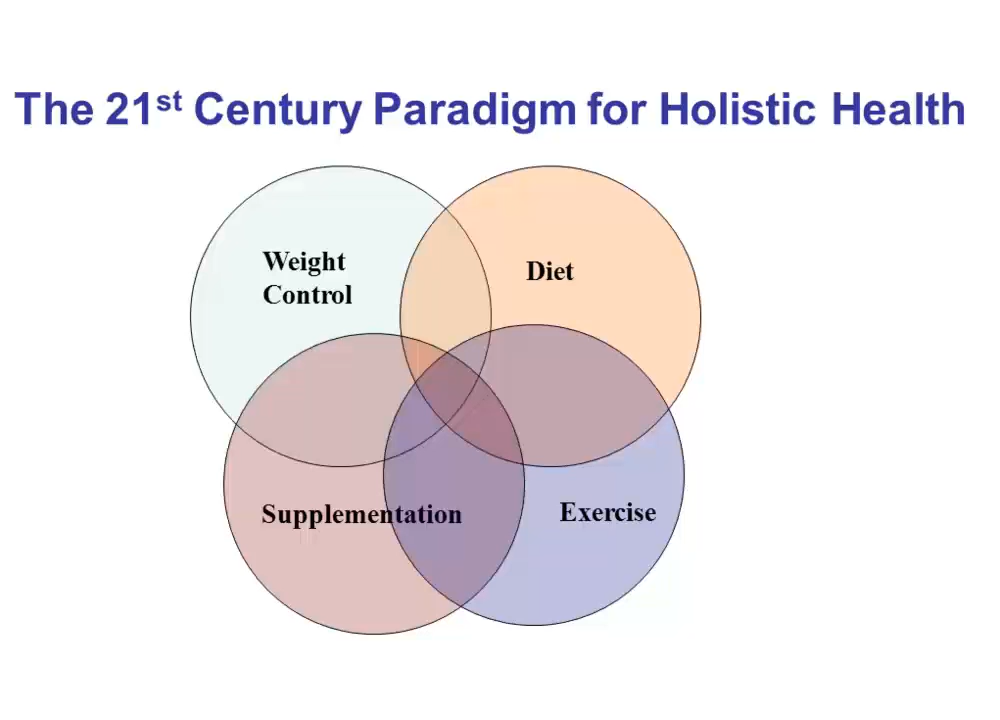 The 21st Century Paradigm for Holistic Health
Weight
Control
Diet
Supplementation
Exercise